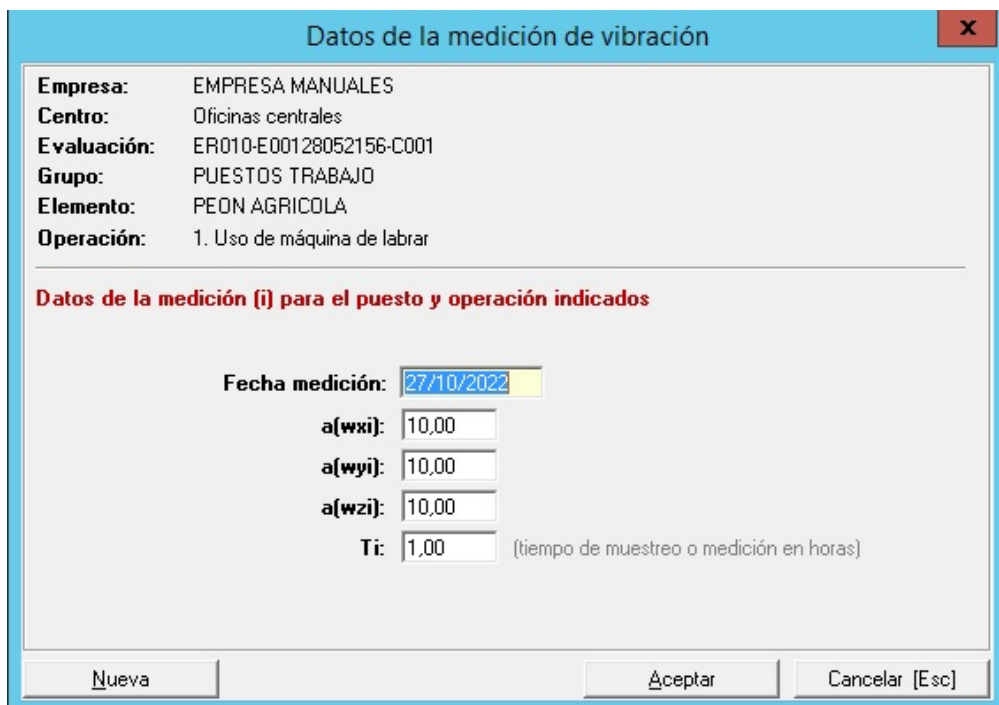 Datos de la medición de vibración
x
Empresa: EMPRESA MANUALES
Centro: Oficinas centrales
Evaluación: ER010-E00128052156-C001
Grupo: PUESTOS TRABAJO
Elemento: PEON AGRICOLA
Operación: 1. Uso de máquina de labrar
Datos de la medición (i) para el puesto y operación indicados
Fecha medición: 27/10/2022
a(wxi): 10,00
a(wyi): 10,00
a(wzi): 10,00
Ti: 1,00 (tiempo de muestreo o medición en horas)
Nueva Aceptar Cancelar [Esc]